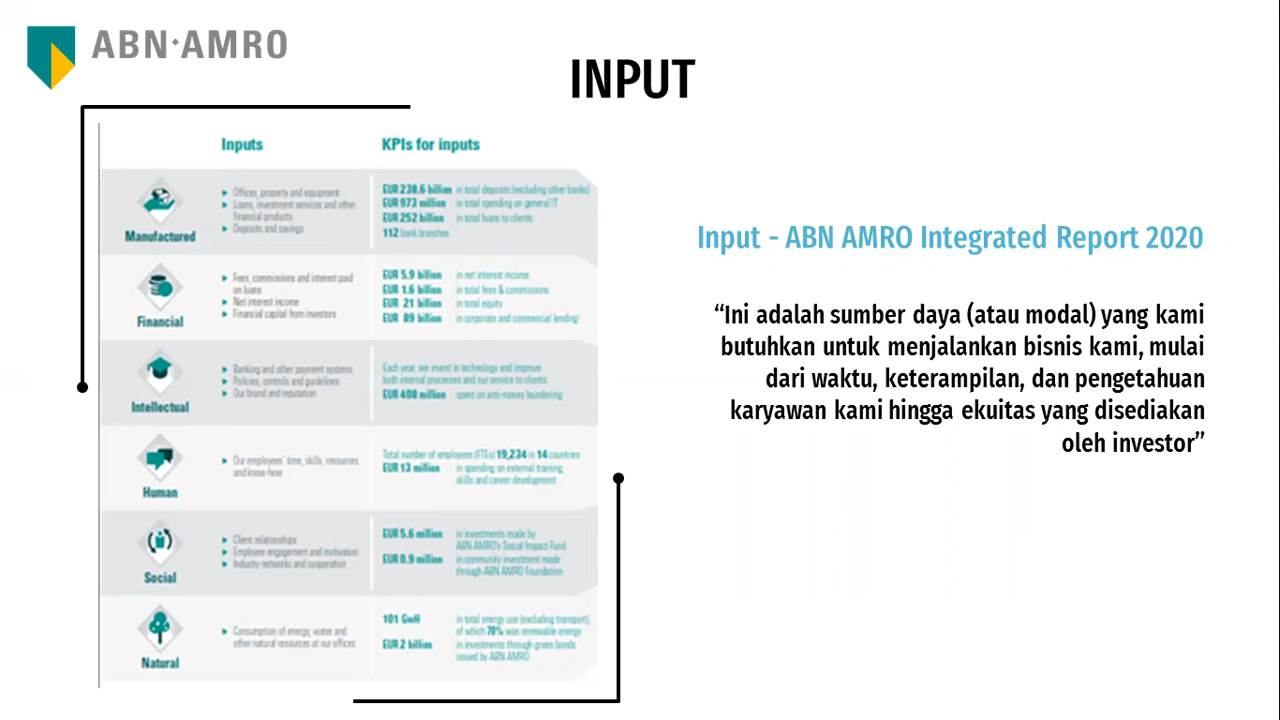 ABN·AMRO
INPUT
Inputs KPIs for inputs
Manufactured
Offices, property and equipment
Loans, investment services and other
financial products
Deposits and savings
EUR 238.6 billion in total deposits (excluding other banks)
EUR 973 million in total spending on general IT
EUR 252 billion in total loans to clients
112 bank branches
Financial
Fees, commissions and interest paid
on loans
Net interest income
Financial capital from investors
EUR 5.9 billion in net interest income
EUR 1.6 billion in total fees & commissions
EUR 21 billion in total equity
EUR 89 billion in corporate and commercial lending
Intellectual
Banking and other payment systems
Policies, controls and guidelines
Our brand and reputation
Each year, we invest in technology and improve
both internal processes and our service to clients.
EUR 408 million spent on anti-money laundering
Human
Our employees' time, skills, resources
and know-how
Total number of employees (FTEs) 19,234 in 14 countries
EUR 13 million in spending on external training,
skills and career development
Social
Client relationships
Employee engagement and motivation
Industry networks and cooperation
EUR 5.6 million in investments made by
ABN AMRO's Social Impact Fund
EUR 0.9 million in community investment made
through ABN AMRO Foundation
Natural
Consumption of energy, water and
other natural resources at our offices
101 GwH in total energy use (excluding transport),
of which 70% was renewable energy
EUR 2 billion in investments through green bonds
issued by ABN AMRO
Input - ABN AMRO Integrated Report 2020
“Ini adalah sumber daya (atau modal) yang kami
butuhkan untuk menjalankan bisnis kami, mulai
dari waktu, keterampilan, dan pengetahuan
karyawan kami hingga ekuitas yang disediakan
oleh investor”